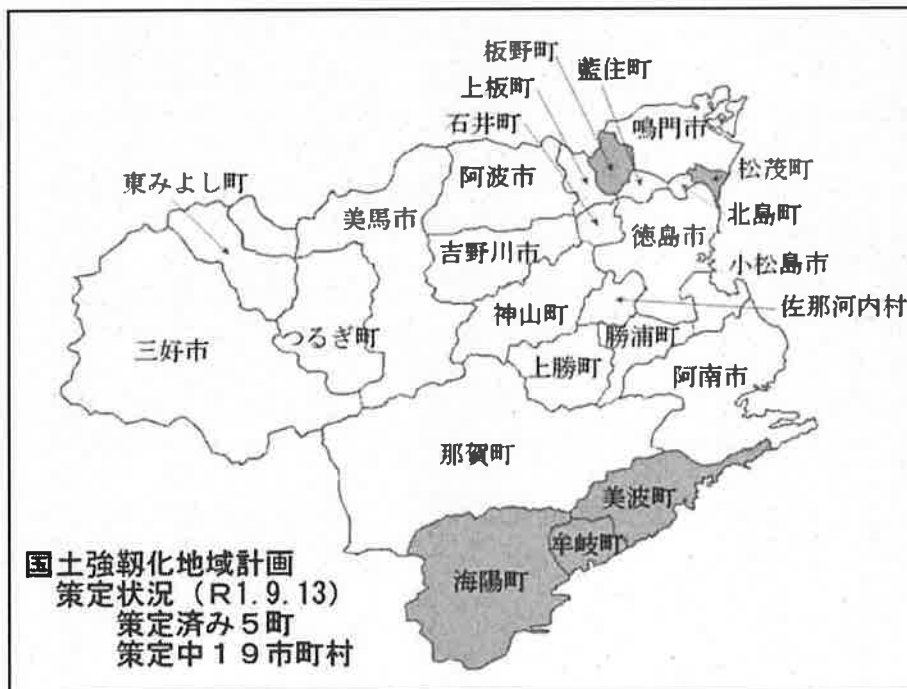 板野町
藍住町
上板町
鳴門市
石井町
松茂町
東みよし町
阿波市
美馬市
北島町
徳島市
吉野川市
小松島市
佐那河内村
神山町
勝浦町
つるぎ町
三好市
上勝町
阿南市
那賀町
美波町
牟岐町
海陽町
国土強靱化地域計画
策定状況（R1.9.13）
策定済み５町
策定中１９市町村